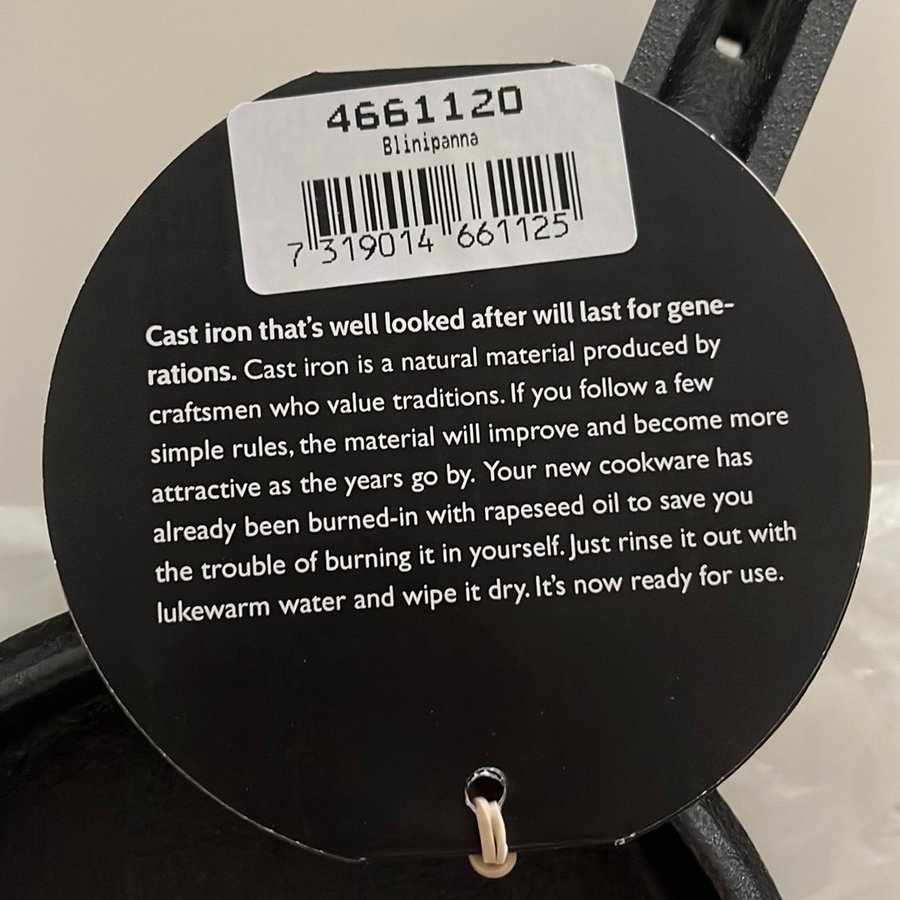 4661120
Blinipanna
7 319014 661125
Cast iron that's well looked after will last for gene-
rations. Cast iron is a natural material produced by
craftsmen who value traditions. If you follow a few
simple rules, the material will improve and become more
attractive as the years go by. Your new cookware has
already been burned-in with rapeseed oil to save you
the trouble of burning it in yourself. Just rinse it out with
lukewarm water and wipe it dry. It's now ready for use.